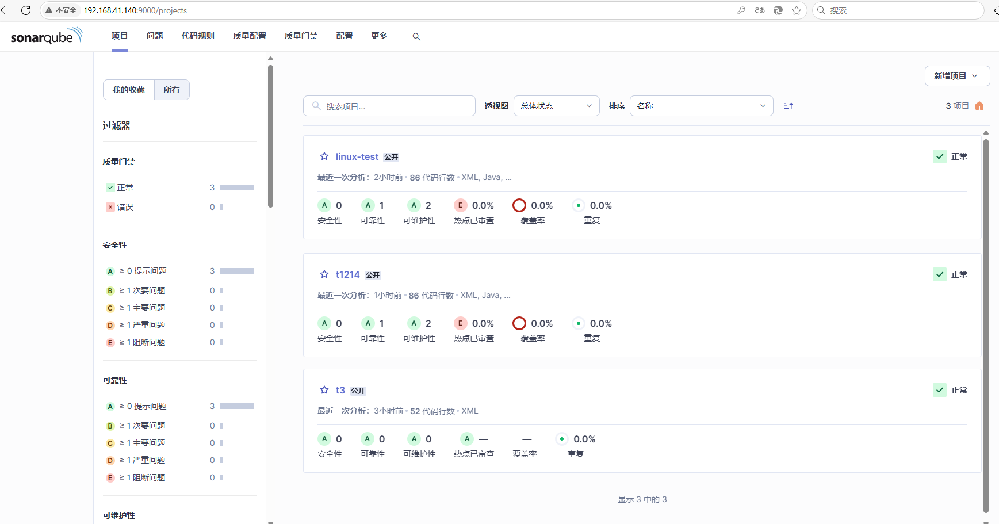 不安全 192.168.41.140:9000/projects
搜索
sonarqube
项目 问题 代码规则 质量配置 质量门禁 配置 更多
我的收藏 所有
过滤器
质量门禁
正常 3
错误 0
安全性
A ≥ 0 提示问题 3
B ≥ 1 次要问题 0
C ≥ 1 主要问题 0
D ≥ 1 严重问题 0
E ≥ 1 阻断问题 0
可靠性
A ≥ 0 提示问题 3
B ≥ 1 次要问题 0
C ≥ 1 主要问题 0
D ≥ 1 严重问题 0
E ≥ 1 阻断问题 0
可维护性
新增项目
搜索项目... 透视图 总体状态 排序 名称 3 项目
linux-test 公开 正常
最近一次分析： 2小时前 • 86 代码行数 • XML, Java, ...
A 0 A 1 A 2 E 0.0% 0.0% 0.0%
安全性 可靠性 可维护性 热点已审查 覆盖率 重复
t1214 公开 正常
最近一次分析： 1小时前 • 86 代码行数 • XML, Java, ...
A 0 A 1 A 2 E 0.0% 0.0% 0.0%
安全性 可靠性 可维护性 热点已审查 覆盖率 重复
t3 公开 正常
最近一次分析： 3小时前 • 52 代码行数 • XML
A 0 A 0 A 0 A — — 0.0%
安全性 可靠性 可维护性 热点已审查 覆盖率 重复
显示 3 中的 3